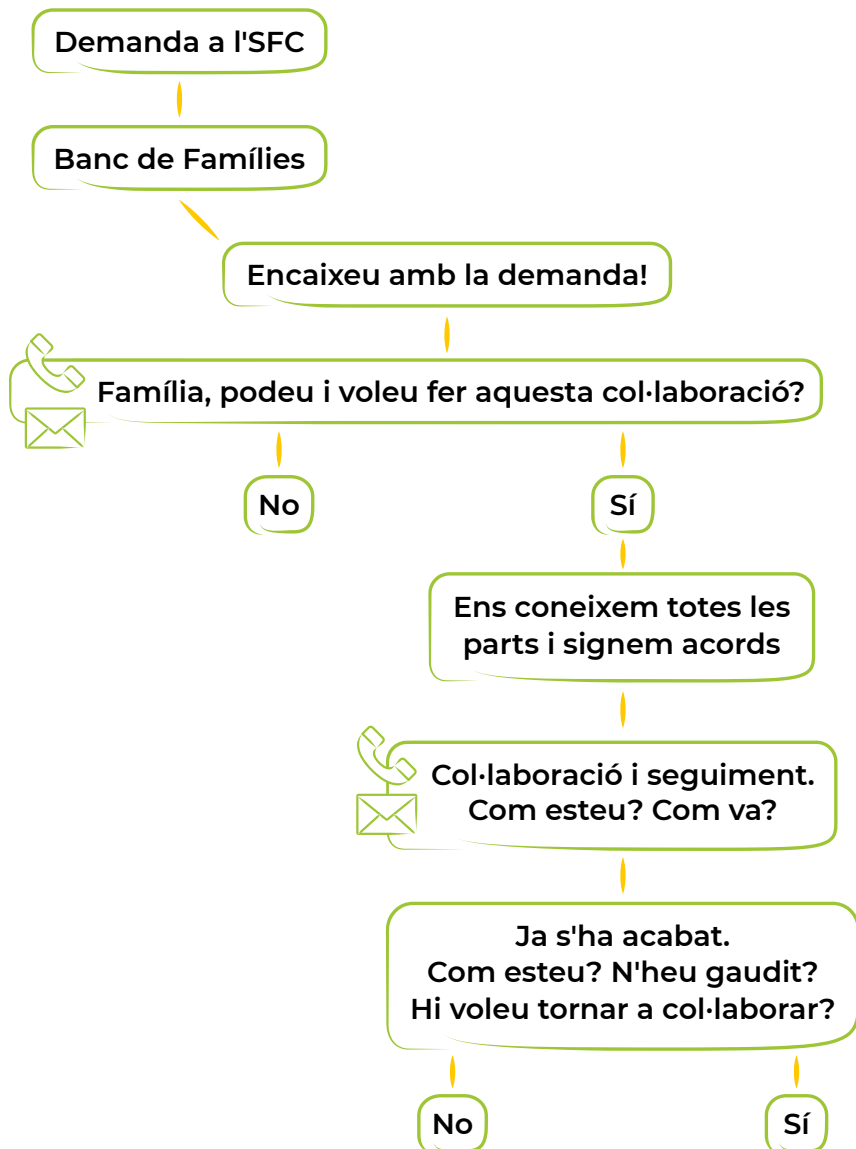 Demanda a l'SFC
Banc de Famílies
Encaixeu amb la demanda!
Família, podeu i voleu fer aquesta col·laboració?
No
Sí
Ens coneixem totes les
parts i signem acords
Col·laboració i seguiment.
Com esteu? Com va?
Ja s'ha acabat.
Com esteu? N'heu gaudit?
Hi voleu tornar a col·laborar?
No
Sí